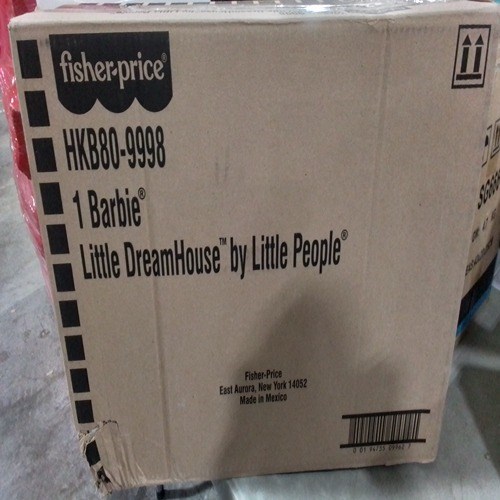 fisher-price®
HKB80-9998
1 Barbie®
Little DreamHouse™ by Little People®
Fisher-Price
East Aurora, New York 14052
Made in Mexico